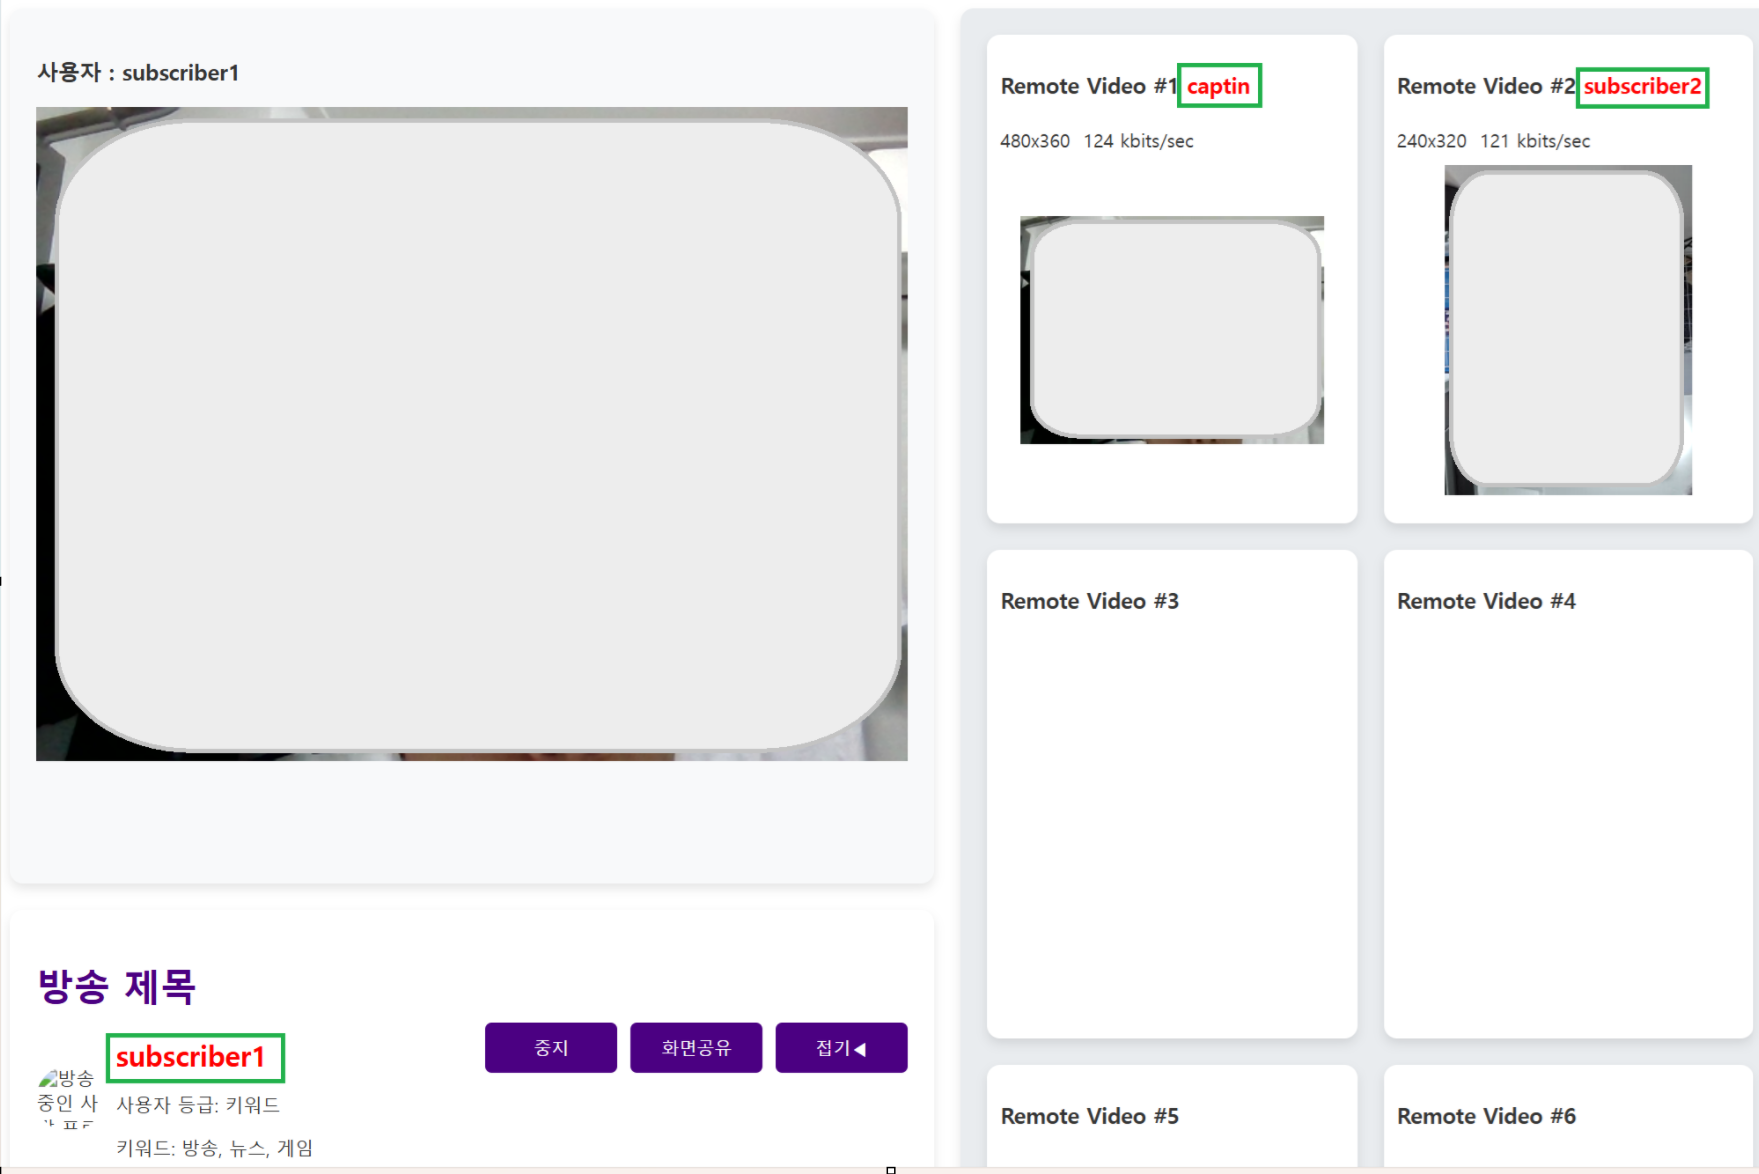 사용자 : subscriber1
Remote Video #1 captin
480x360 124 kbits/sec
Remote Video #2 subscriber2
240x320 121 kbits/sec
Remote Video #3
Remote Video #4
방송 제목
subscriber1
중지
화면공유
접기◀
방송
중인 사
사용자 등급: 키워드
키워드: 방송, 뉴스, 게임
Remote Video #5
Remote Video #6